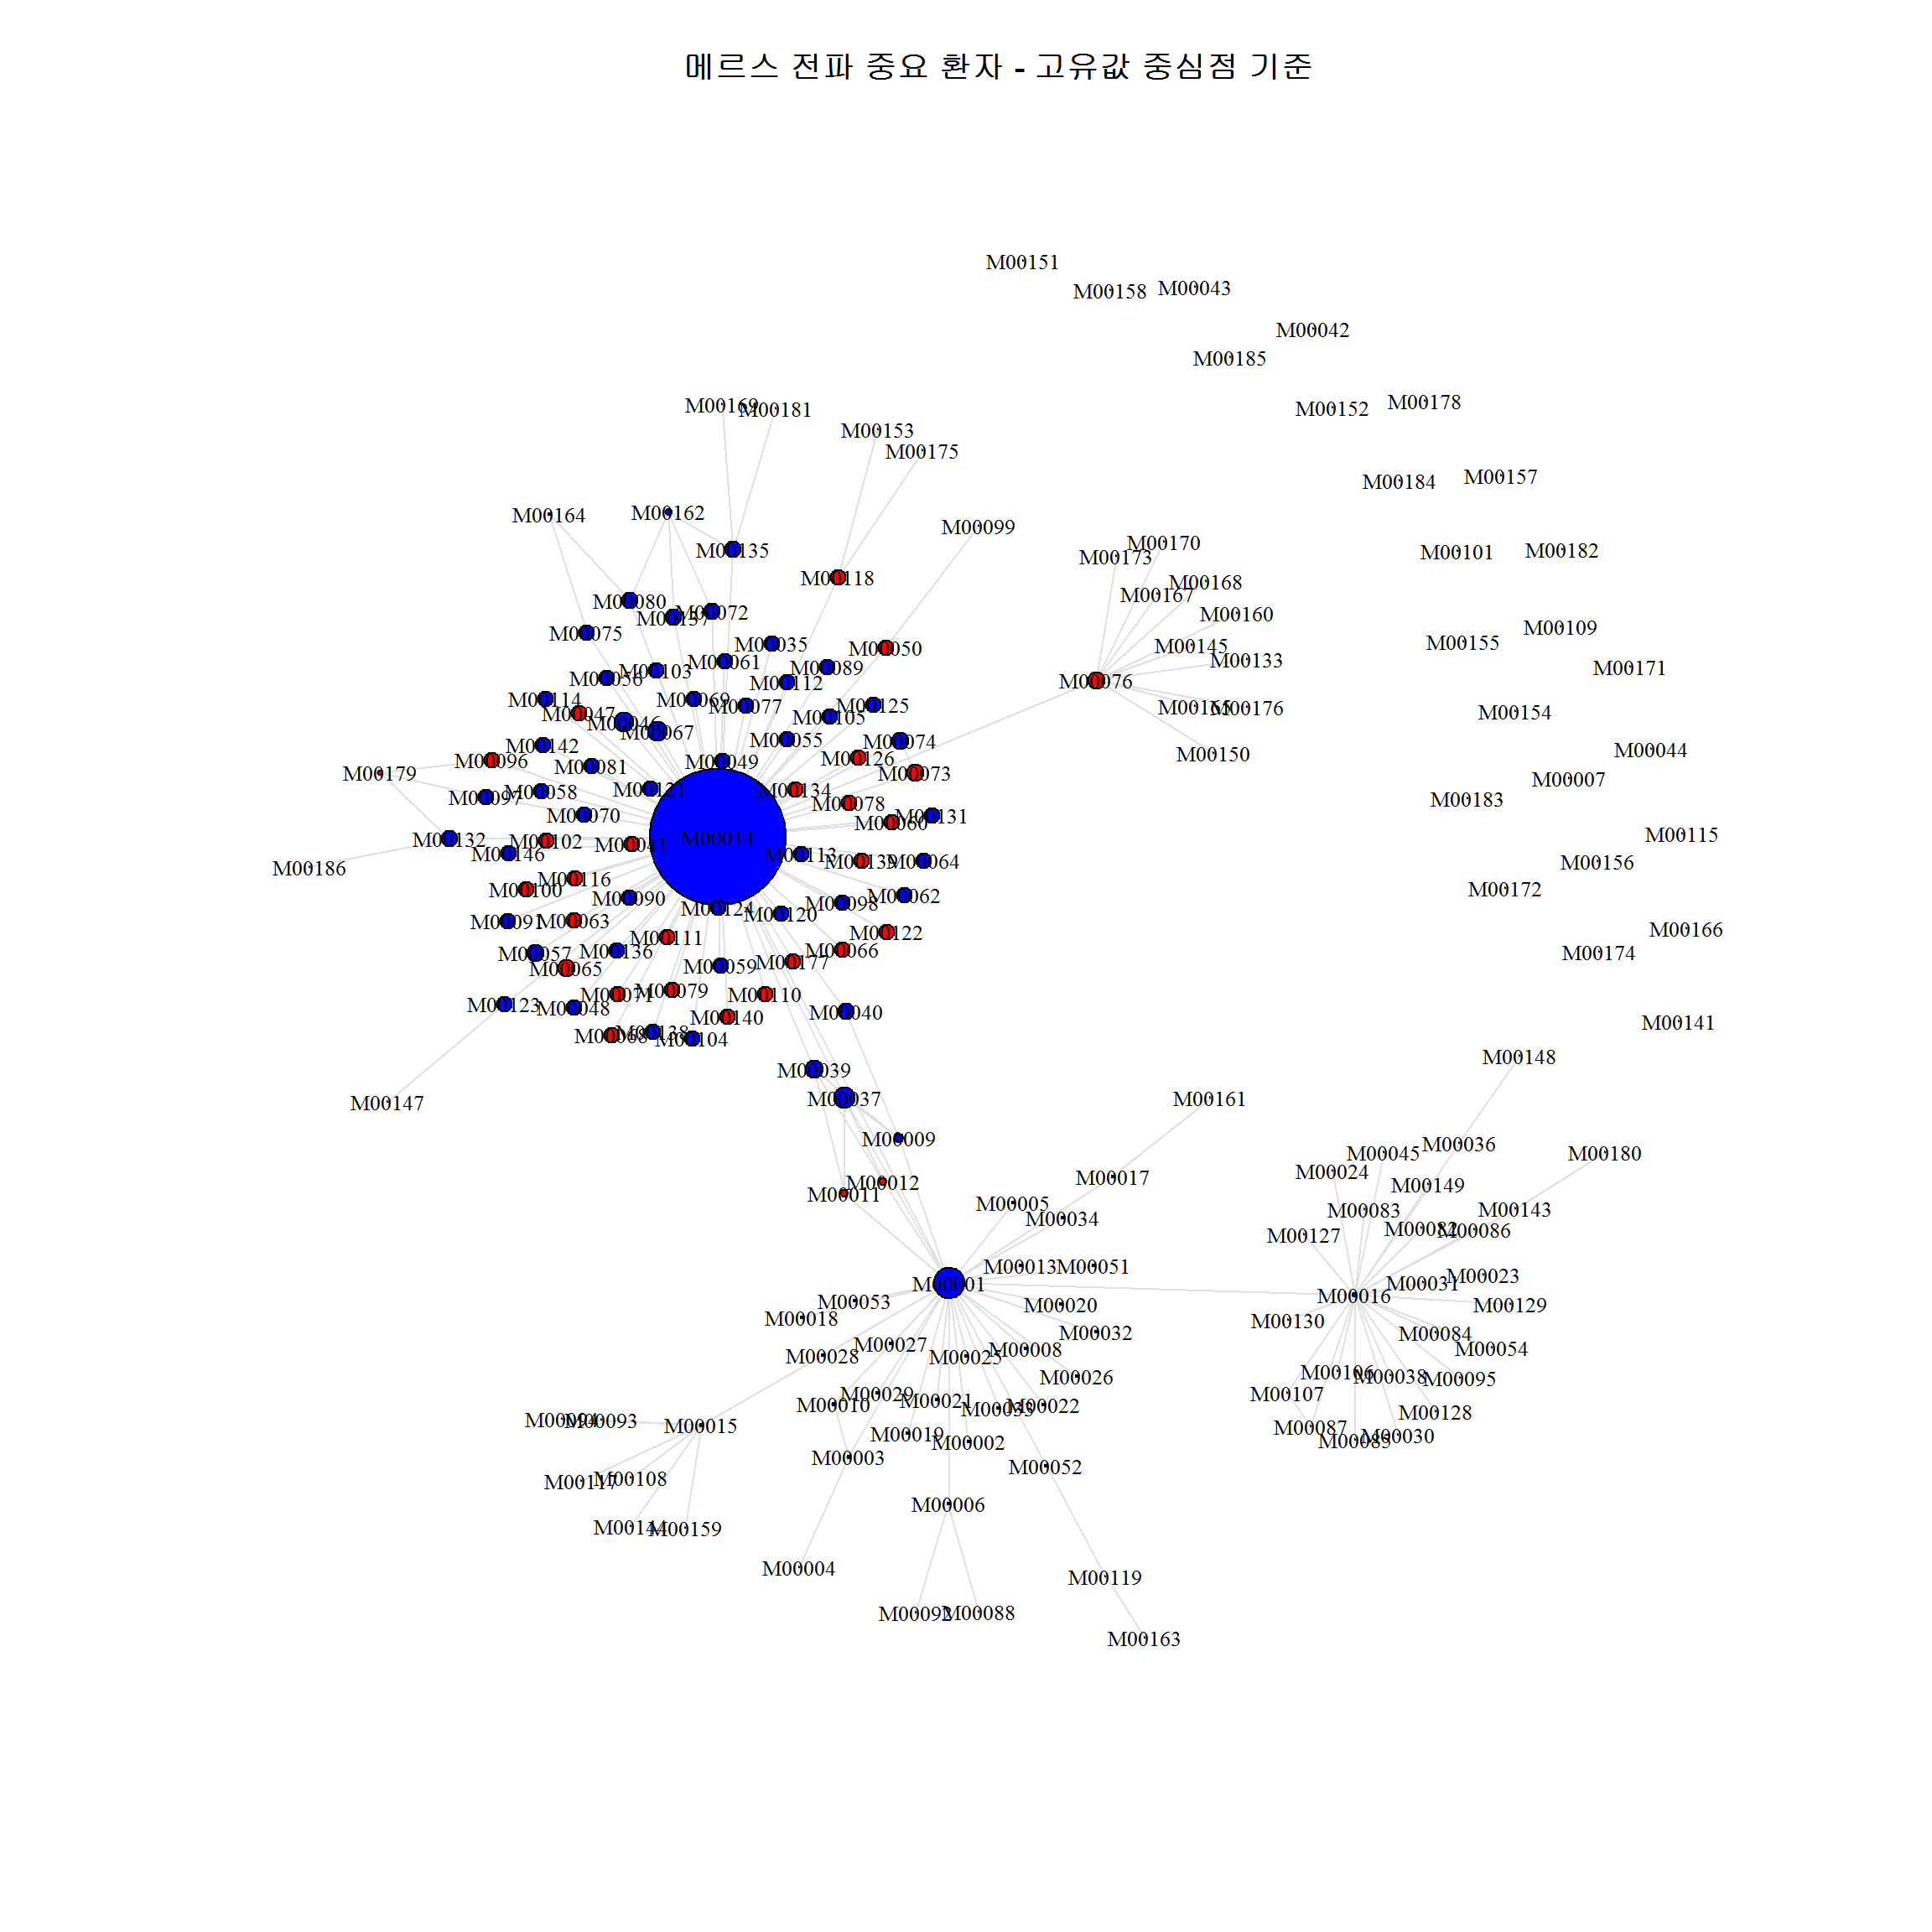 메르스 전파 중요 환자 - 고유값 중심점 기준
M00151
M00158
M00043
M00042
M00185
M00152
M00178
M00169
M00181
M00153
M00175
M00184
M00157
M00164
M00162
M00099
M00135
M00170
M00173
M00101
M00182
M00118
M00168
M00167
M00080
M00137
M00072
M00160
M00075
M00035
M00050
M00145
M00155
M00109
M00061
M00089
M00133
M00171
M00103
M00056
M00112
M00076
M00114
M00069
M00077
M00125
M00047
M00105
M00165
M00176
M00154
M00046
M00067
M00142
M00055
M00074
M00150
M00044
M00096
M00049
M00126
M00179
M00081
M00073
M00007
M00097
M00058
M00121
M00134
M00078
M00183
M00070
M00060
M00131
M00132
M00102
M00041
M00014
M00115
M00146
M00113
M00139
M00064
M00156
M00186
M00116
M00100
M00090
M00098
M00062
M00172
M00091
M00063
M00124
M00120
M00166
M00111
M00122
M00057
M00136
M00066
M00174
M00065
M00059
M00177
M00071
M00079
M00110
M00123
M00048
M00140
M00040
M00141
M00068
M00138
M00104
M00148
M00039
M00147
M00037
M00161
M00009
M00036
M00045
M00180
M00012
M00011
M00017
M00024
M00149
M00005
M00034
M00083
M00143
M00127
M00082
M00086
M00013
M00051
M00001
M00031
M00023
M00016
M00053
M00020
M00129
M00018
M00130
M00032
M00084
M00027
M00008
M00054
M00028
M00025
M00026
M00106
M00038
M00095
M00029
M00107
M00010
M00021
M00033
M00022
M00094
M00093
M00015
M00128
M00087
M00019
M00002
M00085
M00030
M00003
M00052
M00117
M00108
M00006
M00144
M00159
M00004
M00119
M00092
M00088
M00163